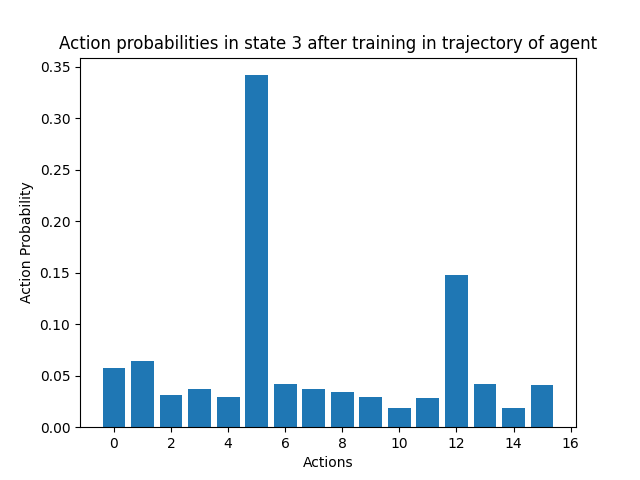 Action probabilities in state 3 after training in trajectory of agent
0.35
0.30
0.25
0.20
0.15
0.10
0.05
0.00
Action Probability
0 2 4 6 8 10 12 14 16
Actions